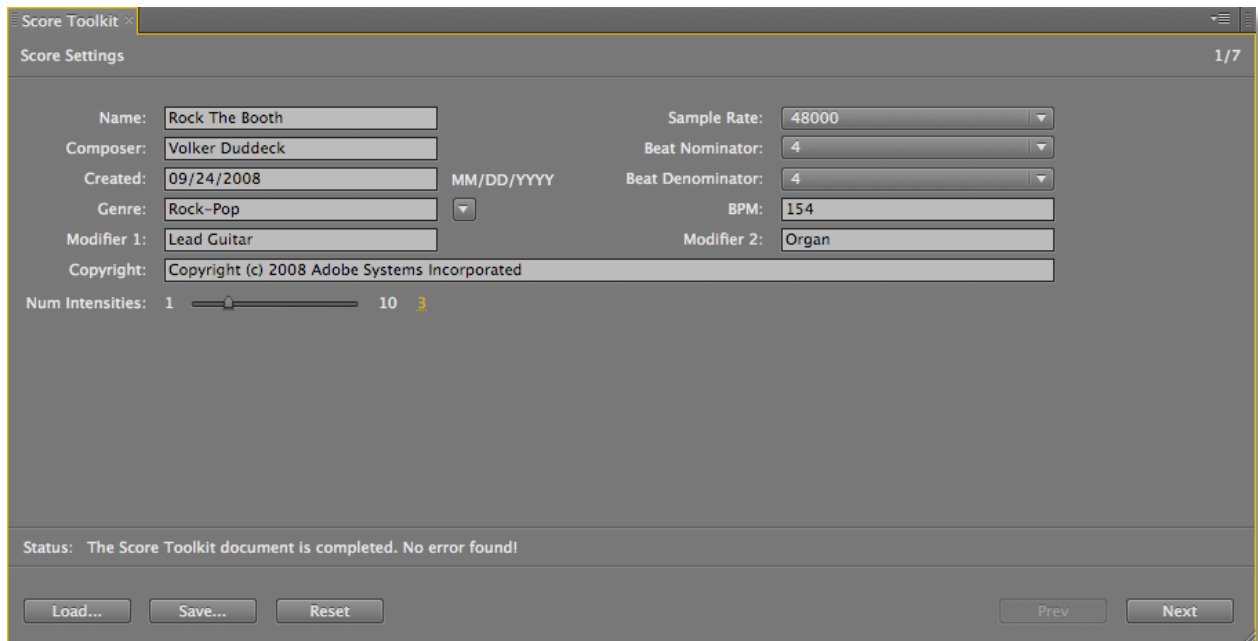 Score Toolkit ×
Score Settings 1/7
Name: Rock The Booth Sample Rate: 48000
Composer: Volker Duddeck Beat Nominator: 4
Created: 09/24/2008 MM/DD/YYYY Beat Denominator: 4
Genre: Rock-Pop BPM: 154
Modifier 1: Lead Guitar Modifier 2: Organ
Copyright: Copyright (c) 2008 Adobe Systems Incorporated
Num Intensities: 1 10 3
Status: The Score Toolkit document is completed. No error found!
Load... Save... Reset Prev Next